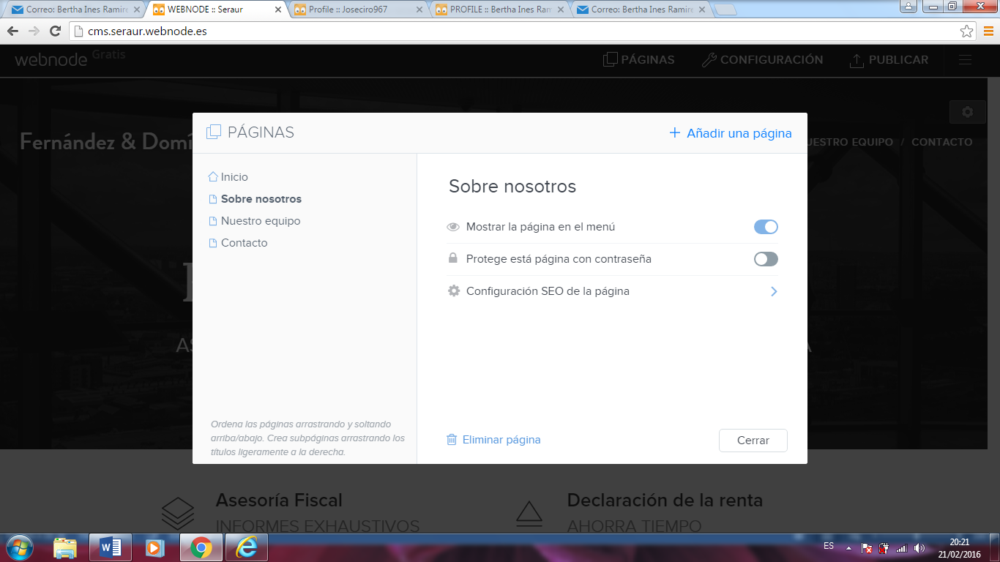 Correo: Bertha Ines Ramire
WEBNODE :: Seraur
Profile :: Joseciro967
PROFILE :: Bertha Ines Ram
Correo: Bertha Ines Ramire
cms.seraur.webnode.es
webnode Gratis
PÁGINAS
CONFIGURACIÓN
PUBLICAR
Fernández & Domí
UESTRO EQUIPO / CONTACTO
PÁGINAS
+ Añadir una página
Inicio
Sobre nosotros
Nuestro equipo
Contacto
Ordena las páginas arrastrando y soltando
arriba/abajo. Crea subpáginas arrastrando los
títulos ligeramente a la derecha.
Sobre nosotros
Mostrar la página en el menú
Protege está página con contraseña
Configuración SEO de la página
Eliminar página
Cerrar
Asesoría Fiscal
INFORMES EXHAUSTIVOS
Declaración de la renta
AHORRA TIEMPO
ES
20:21
21/02/2016